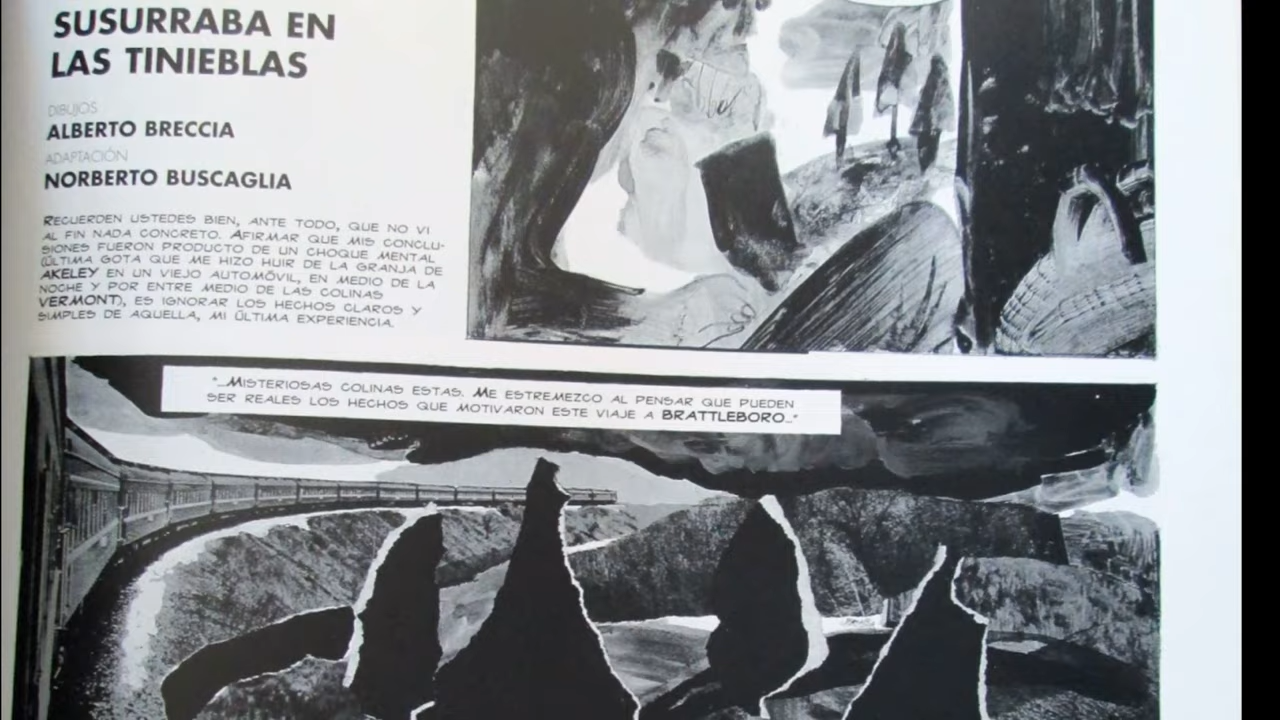 SUSURRABA EN
LAS TINIEBLAS
DIBUJOS
ALBERTO BRECCIA
ADAPTACIÓN
NORBERTO BUSCAGLIA
RECUERDEN USTEDES BIEN, ANTE TODO, QUE NO VI
AL FIN NADA CONCRETO. AFIRMAR QUE MIS CONCLU-
SIONES FUERON PRODUCTO DE UN CHOQUE MENTAL
(ÚLTIMA GOTA QUE ME HIZO HUIR DE LA GRANJA DE
AKELEY EN UN VIEJO AUTOMÓVIL, EN MEDIO DE LA
NOCHE Y POR ENTRE MEDIO DE LAS COLINAS
VERMONT), ES IGNORAR LOS HECHOS CLAROS Y
SIMPLES DE AQUELLA, MI ÚLTIMA EXPERIENCIA.
"...MISTERIOSAS COLINAS ESTAS. ME ESTREMEZCO AL PENSAR QUE PUEDEN
SER REALES LOS HECHOS QUE MOTIVARON ESTE VIAJE A BRATTLEBORO..."